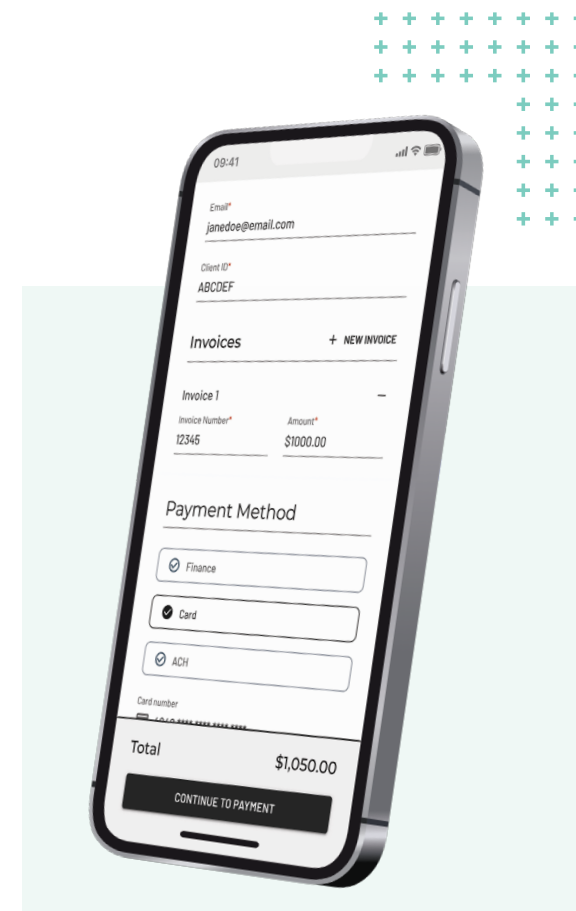 09:41
Email*
janedoe@email.com
Client ID*
ABCDEF
Invoices + NEW INVOICE
Invoice 1 –
Invoice Number* Amount*
12345 $1000.00
Payment Method
Finance
Card
ACH
Card number
Total $1,050.00
CONTINUE TO PAYMENT